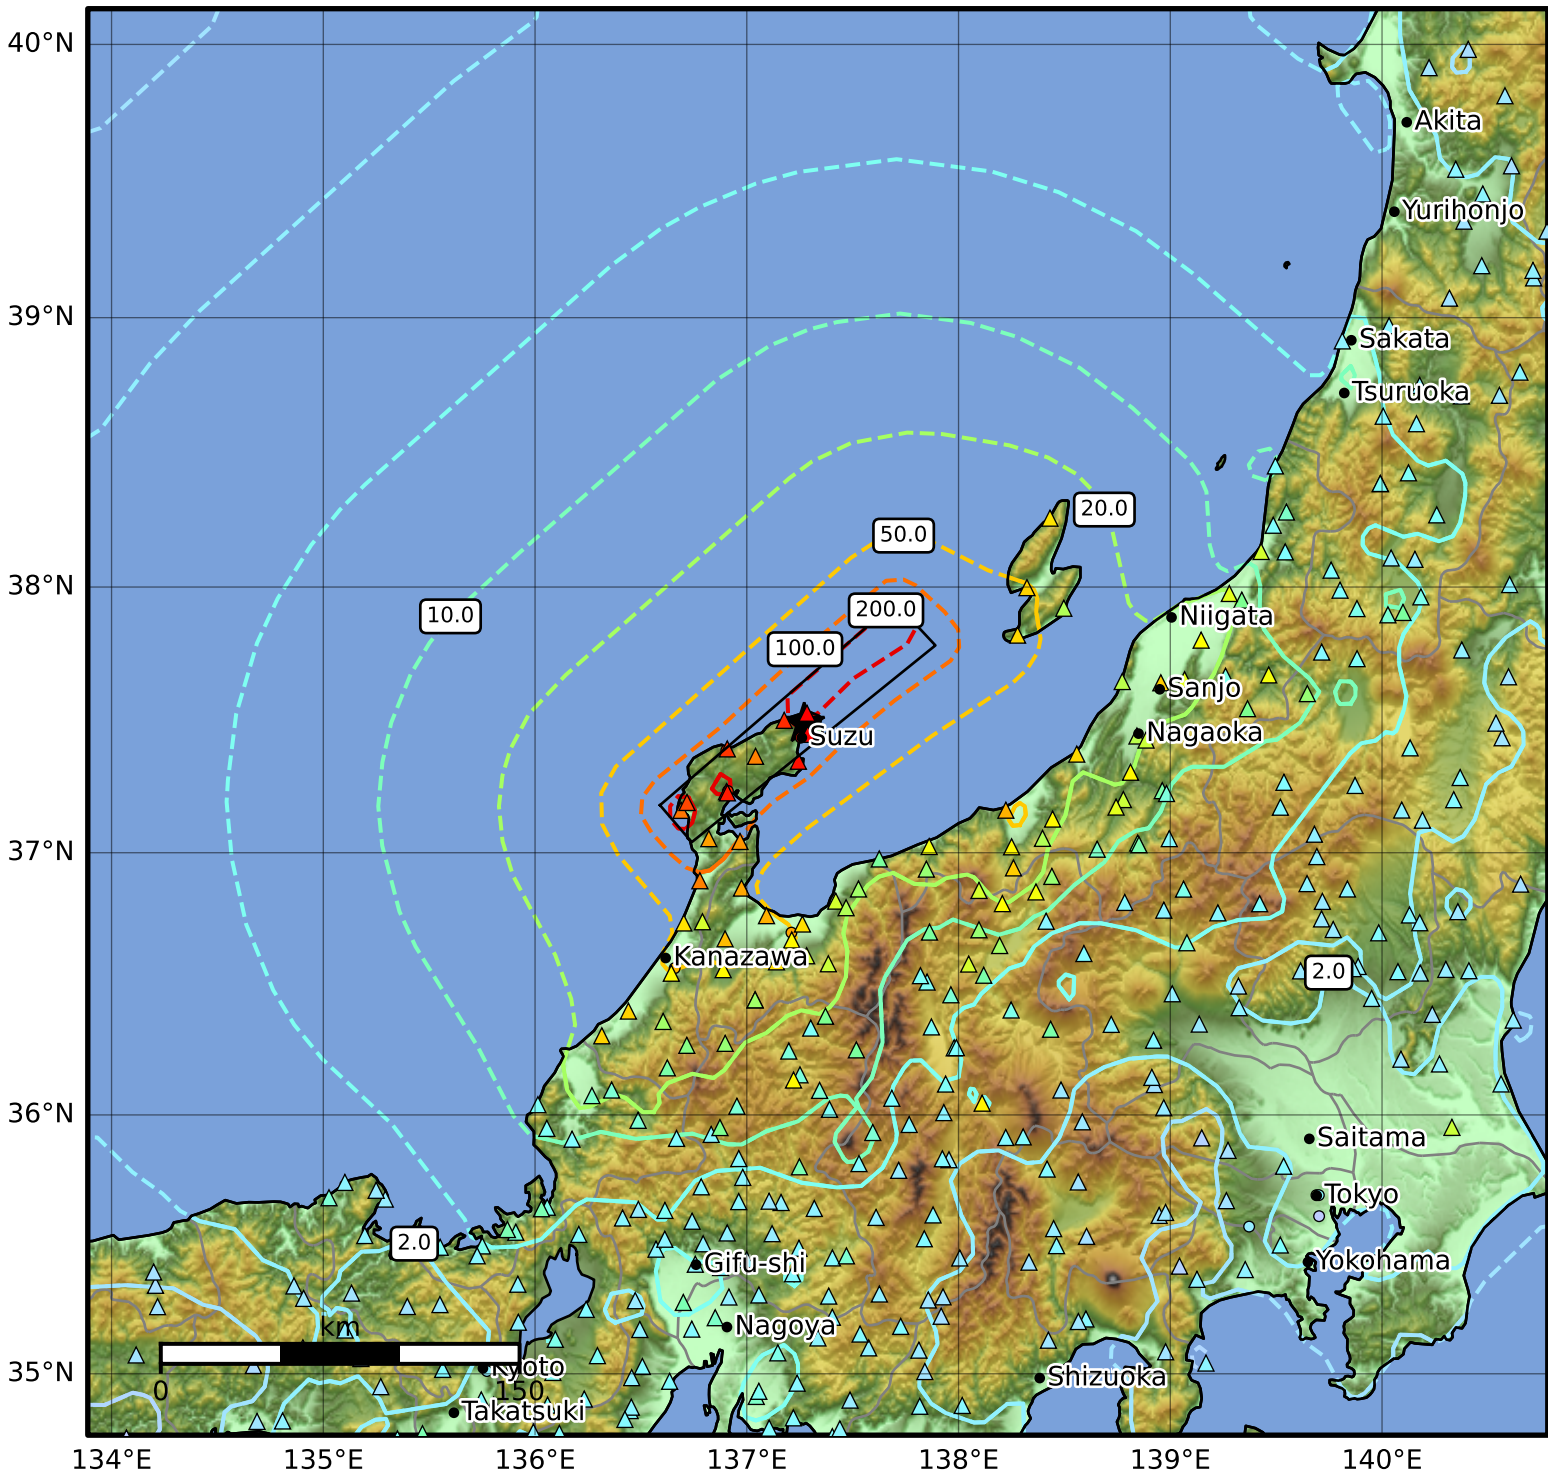 40°N
Akita
Yurihonjo
39°N
Sakata
Tsuruoka
20.0
50.0
38°N
200.0
10.0
Niigata
100.0
Sanjo
Suzu
Nagaoka
37°N
Kanazawa
2.0
36°N
Saitama
Tokyo
2.0
Yokohama
Gifu-shi
km
Nagoya
35°N
Kyoto
Shizuoka
0
150
Takatsuki
134°E
135°E
136°E
137°E
138°E
139°E
140°E